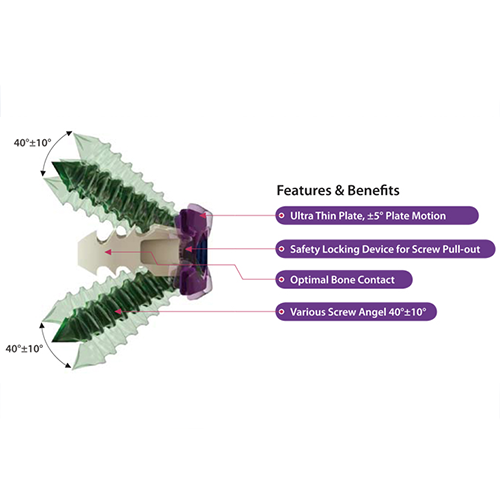 40°±10°
Features & Benefits
Ultra Thin Plate, ±5° Plate Motion
Safety Locking Device for Screw Pull-out
Optimal Bone Contact
Various Screw Angel 40°±10°
40°±10°